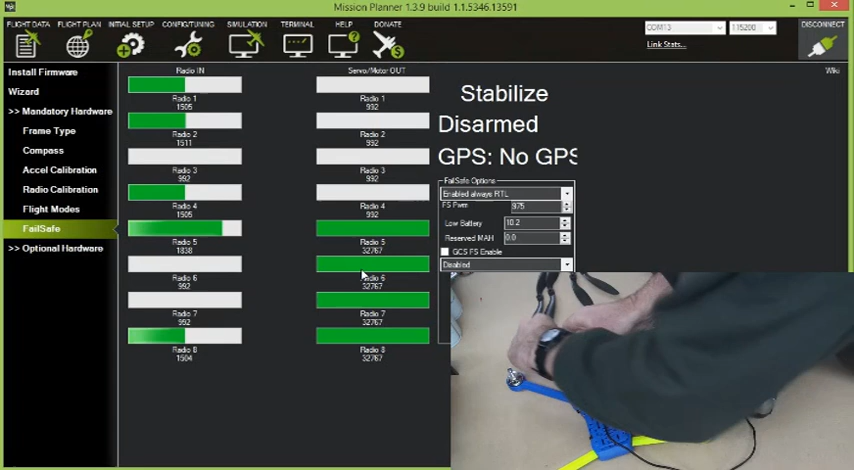 Mission Planner 1.3.9 build 1.1.5346.13591
FLIGHT DATA
FLIGHT PLAN
INITIAL SETUP
CONFIG/TUNING
SIMULATION
TERMINAL
HELP
DONATE
COM13
115200
Link Stats...
DISCONNECT
Install Firmware
Wizard
>> Mandatory Hardware
Frame Type
Compass
Accel Calibration
Radio Calibration
Flight Modes
FailSafe
>> Optional Hardware
Radio IN
Radio 1
1505
Radio 2
1511
Radio 3
992
Radio 4
1505
Radio 5
1838
Radio 6
992
Radio 7
992
Radio 8
1504
Servo/Motor OUT
Radio 1
992
Radio 2
992
Radio 3
992
Radio 4
992
Radio 5
32767
Radio 6
32767
Radio 7
32767
Radio 8
32767
Stabilize
Disarmed
GPS: No GPS
Wiki
FailSafe Options
Enabled always RTL
FS Pwm
975
Low Battery
10.2
Reserved MAH
0.0
GCS FS Enable
Disabled